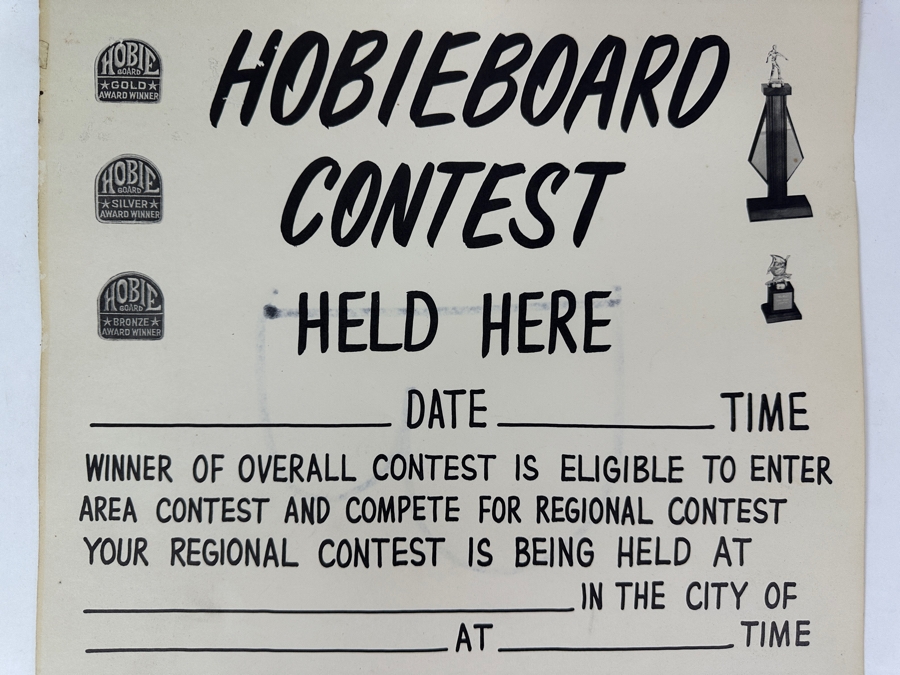 HOBIEBOARD
CONTEST
HELD HERE
HOBIE
BOARD
★GOLD★
AWARD WINNER
HOBIE
BOARD
★SILVER★
AWARD WINNER
HOBIE
BOARD
★BRONZE★
AWARD WINNER
DATE TIME
WINNER OF OVERALL CONTEST IS ELIGIBLE TO ENTER
AREA CONTEST AND COMPETE FOR REGIONAL CONTEST
YOUR REGIONAL CONTEST IS BEING HELD AT
IN THE CITY OF
AT TIME